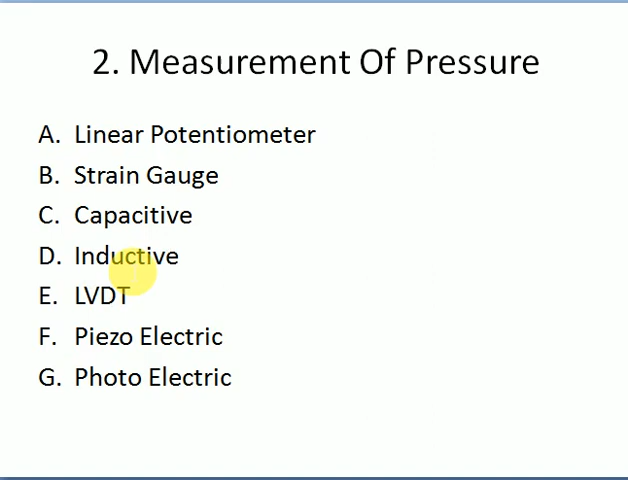 2. Measurement Of Pressure
A. Linear Potentiometer
B. Strain Gauge
C. Capacitive
D. Inductive
E. LVDT
F. Piezo Electric
G. Photo Electric